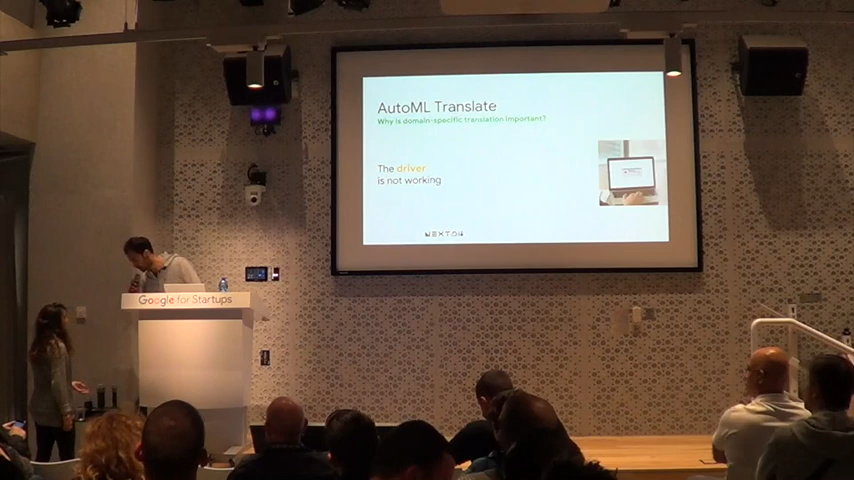 AutoML Translate
Why is domain-specific translation important?
The driver
is not working
NEXTON
Google for Startups